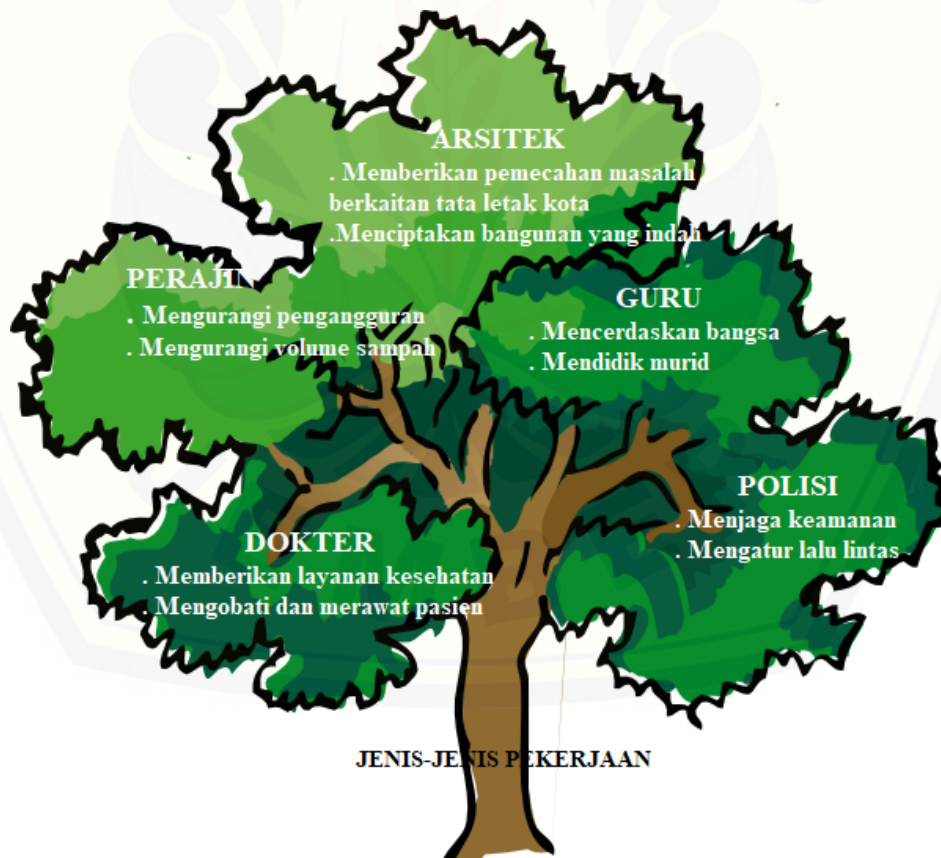 ARSITEK
. Memberikan pemecahan masalah
berkaitan tata letak kota
.Menciptakan bangunan yang indah
PERAJIN
. Mengurangi pengangguran
. Mengurangi volume sampah
GURU
. Mencerdaskan bangsa
. Mendidik murid
POLISI
. Menjaga keamanan
. Mengatur lalu lintas
DOKTER
. Memberikan layanan kesehatan
. Mengobati dan merawat pasien
JENIS-JENIS PEKERJAAN